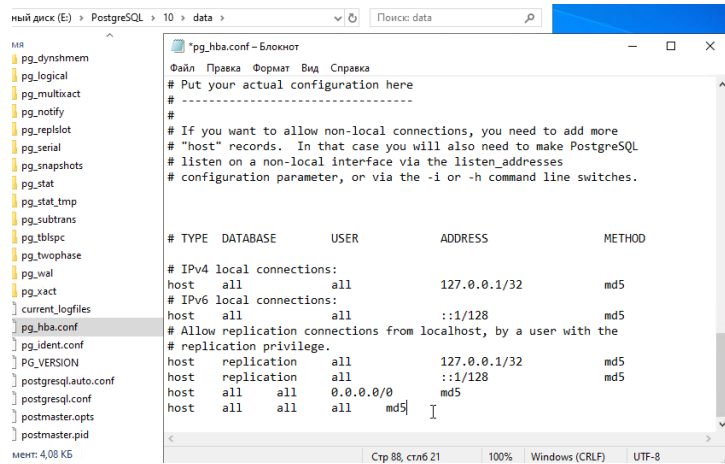 ный диск (E:) > PostgreSQL > 10 > data >
Поиск: data
мя
pg_dynshmem
pg_logical
pg_multixact
pg_notify
pg_replslot
pg_serial
pg_snapshots
pg_stat
pg_stat_tmp
pg_subtrans
pg_tblspc
pg_twophase
pg_wal
pg_xact
current_logfiles
pg_hba.conf
pg_ident.conf
PG_VERSION
postgresql.auto.conf
postgresql.conf
postmaster.opts
postmaster.pid
мент: 4,08 КБ
*pg_hba.conf – Блокнот
Файл Правка Формат Вид Справка
# Put your actual configuration here
# ----------------------------------
#
# If you want to allow non-local connections, you need to add more
# "host" records.  In that case you will also need to make PostgreSQL
# listen on a non-local interface via the listen_addresses
# configuration parameter, or via the -i or -h command line switches.
# TYPE  DATABASE        USER            ADDRESS                 METHOD
# IPv4 local connections:
host    all             all             127.0.0.1/32            md5
# IPv6 local connections:
host    all             all             ::1/128                 md5
# Allow replication connections from localhost, by a user with the
# replication privilege.
host    replication     all             127.0.0.1/32            md5
host    replication     all             ::1/128                 md5
host    all     all     0.0.0.0/0       md5
host    all     all     all     md5
Стр 88, стлб 21
100%
Windows (CRLF)
UTF-8